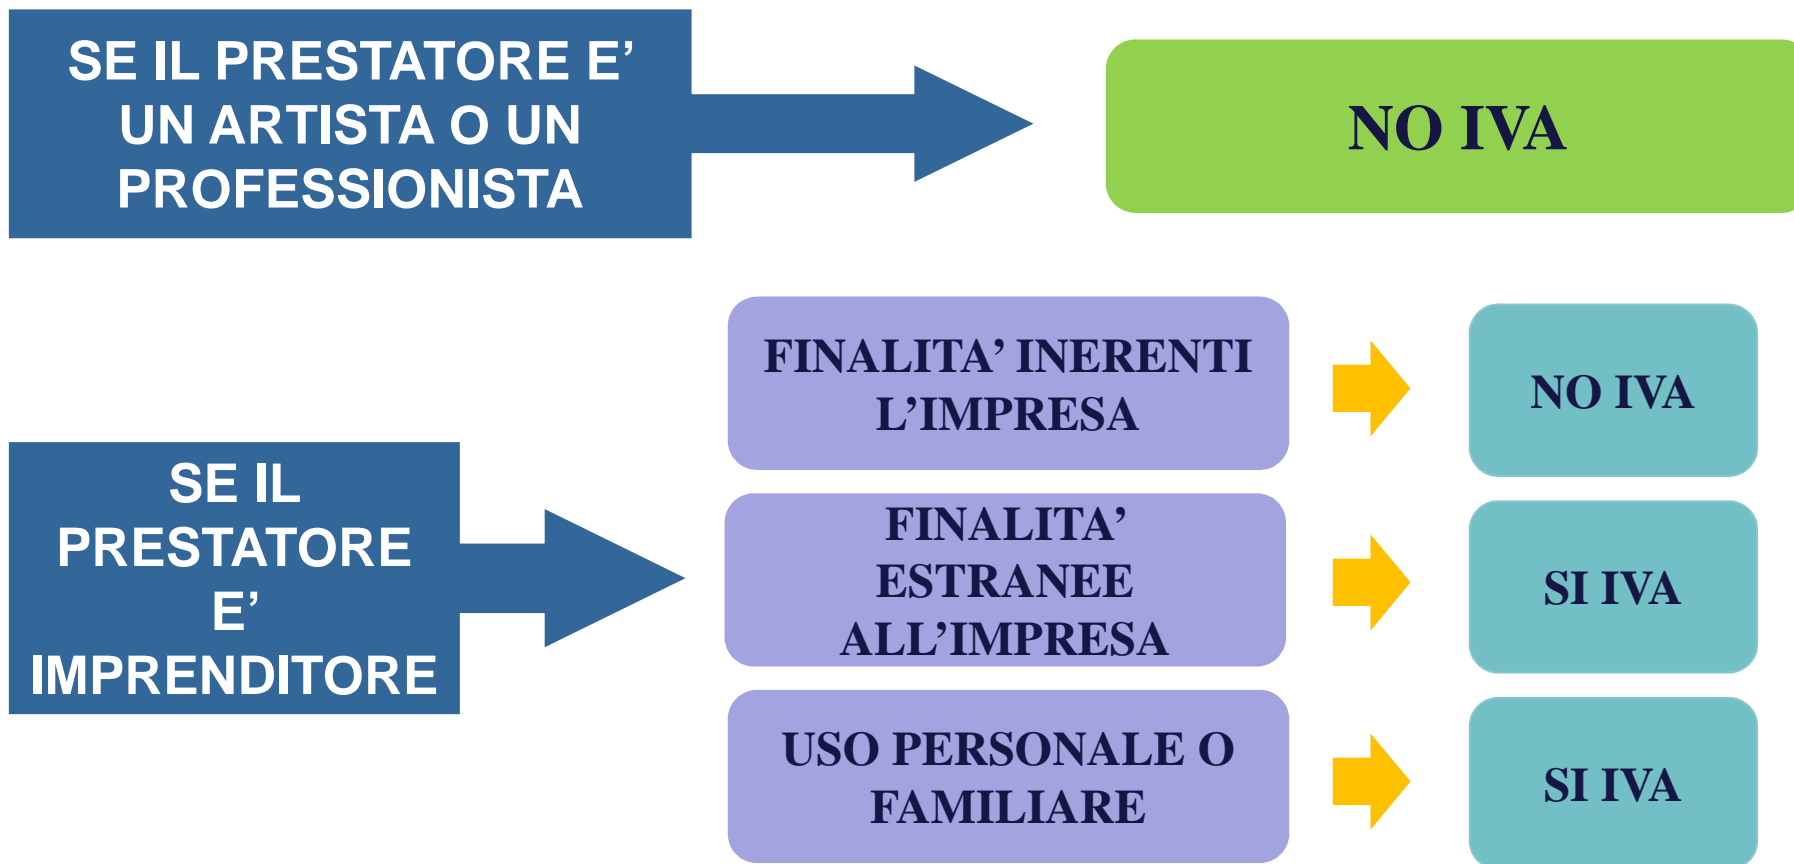 SE IL PRESTATORE E’
UN ARTISTA O UN
PROFESSIONISTA
NO IVA
SE IL
PRESTATORE
E’
IMPRENDITORE
FINALITA’ INERENTI
L’IMPRESA
NO IVA
FINALITA’
ESTRANEE
ALL’IMPRESA
SI IVA
USO PERSONALE O
FAMILIARE
SI IVA